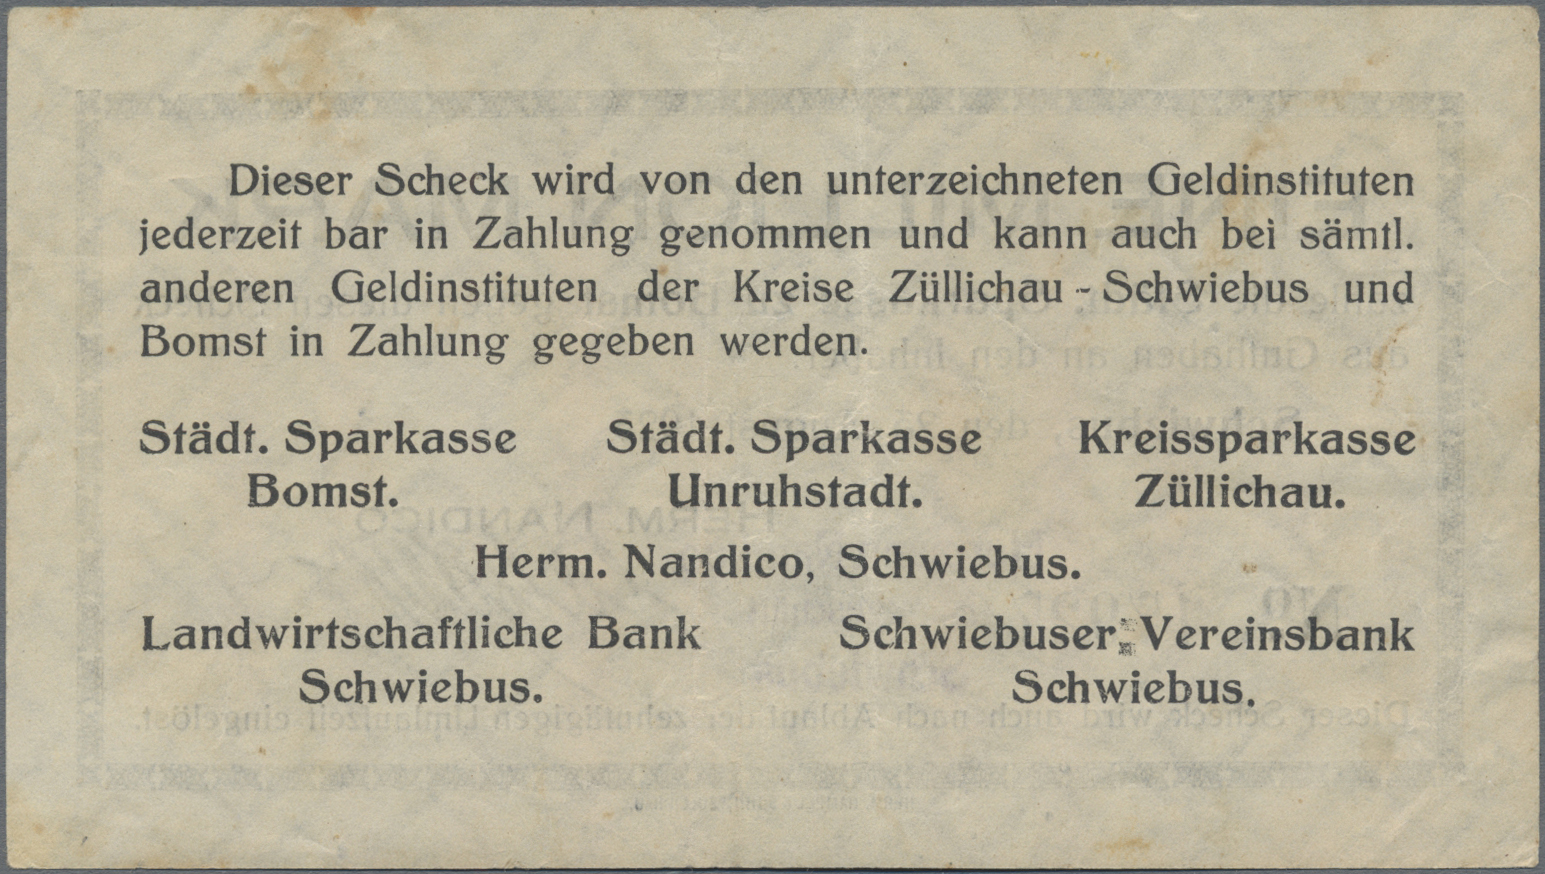 Dieser Scheck wird von den unterzeichneten Geldinstituten
jederzeit bar in Zahlung genommen und kann auch bei sämtl.
anderen Geldinstituten der Kreise Züllichau - Schwiebus und
Bomst in Zahlung gegeben werden.
Städt. Sparkasse Städt. Sparkasse Kreissparkasse
Bomst. Unruhstadt. Züllichau.
Herm. Nandico, Schwiebus.
Landwirtschaftliche Bank Schwiebuser Vereinsbank
Schwiebus. Schwiebus.